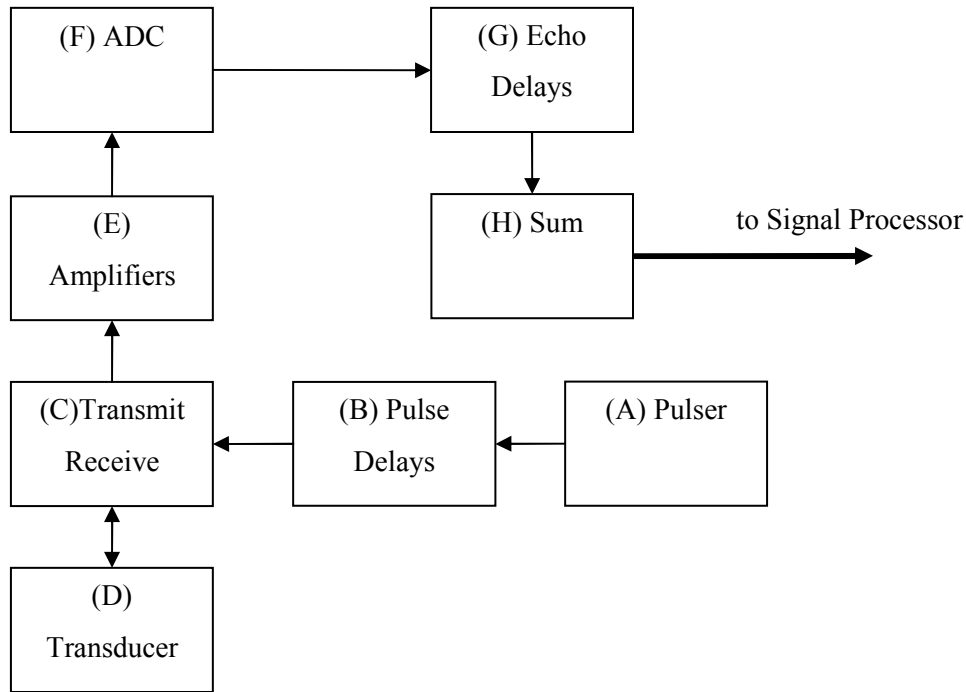 (F) ADC
(G) Echo
Delays
(E)
Amplifiers
(H) Sum
to Signal Processor
(C)Transmit
Receive
(B) Pulse
Delays
(A) Pulser
(D)
Transducer